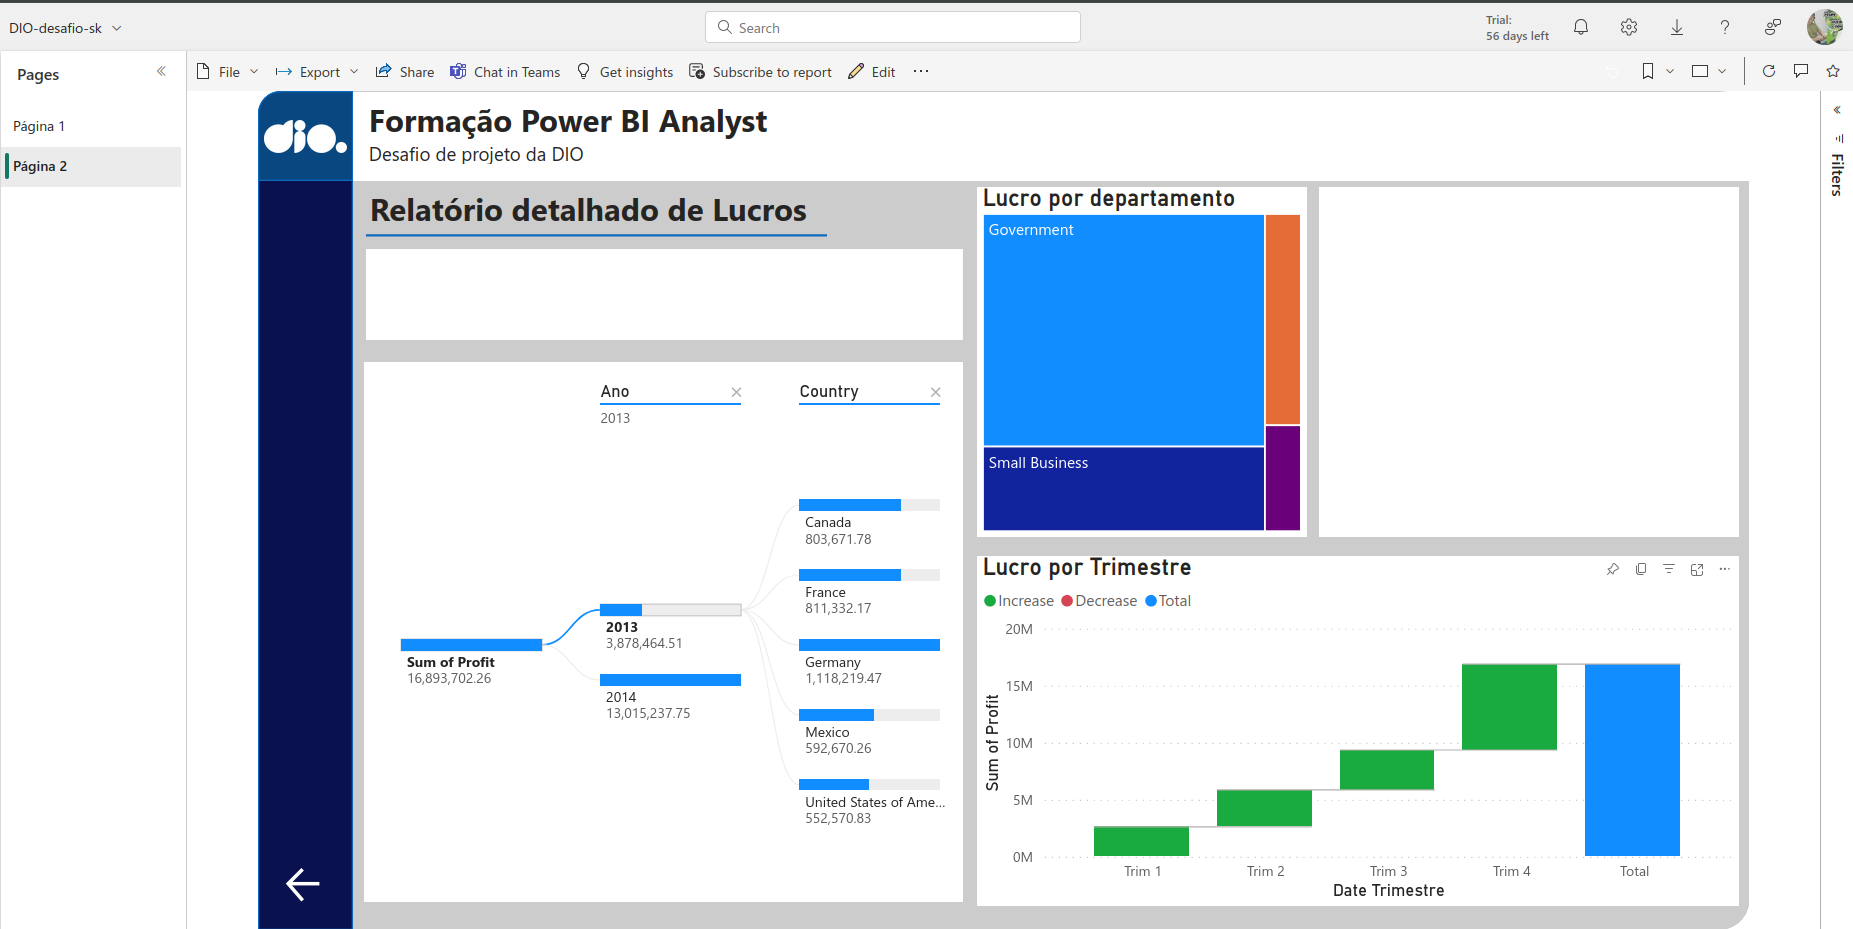 DIO-desafio-sk
Search
Trial:
56 days left
Pages
Página 1
Página 2
File
Export
Share
Chat in Teams
Get insights
Subscribe to report
Edit
Filters
dio.
Formação Power BI Analyst
Desafio de projeto da DIO
Relatório detalhado de Lucros
Ano
2013
Country
Sum of Profit
16,893,702.26
2013
3,878,464.51
2014
13,015,237.75
Canada
803,671.78
France
811,332.17
Germany
1,118,219.47
Mexico
592,670.26
United States of Ame...
552,570.83
Lucro por departamento
Government
Small Business
Lucro por Trimestre
Increase Decrease Total
Sum of Profit
20M
15M
10M
5M
0M
Trim 1 Trim 2 Trim 3 Trim 4 Total
Date Trimestre